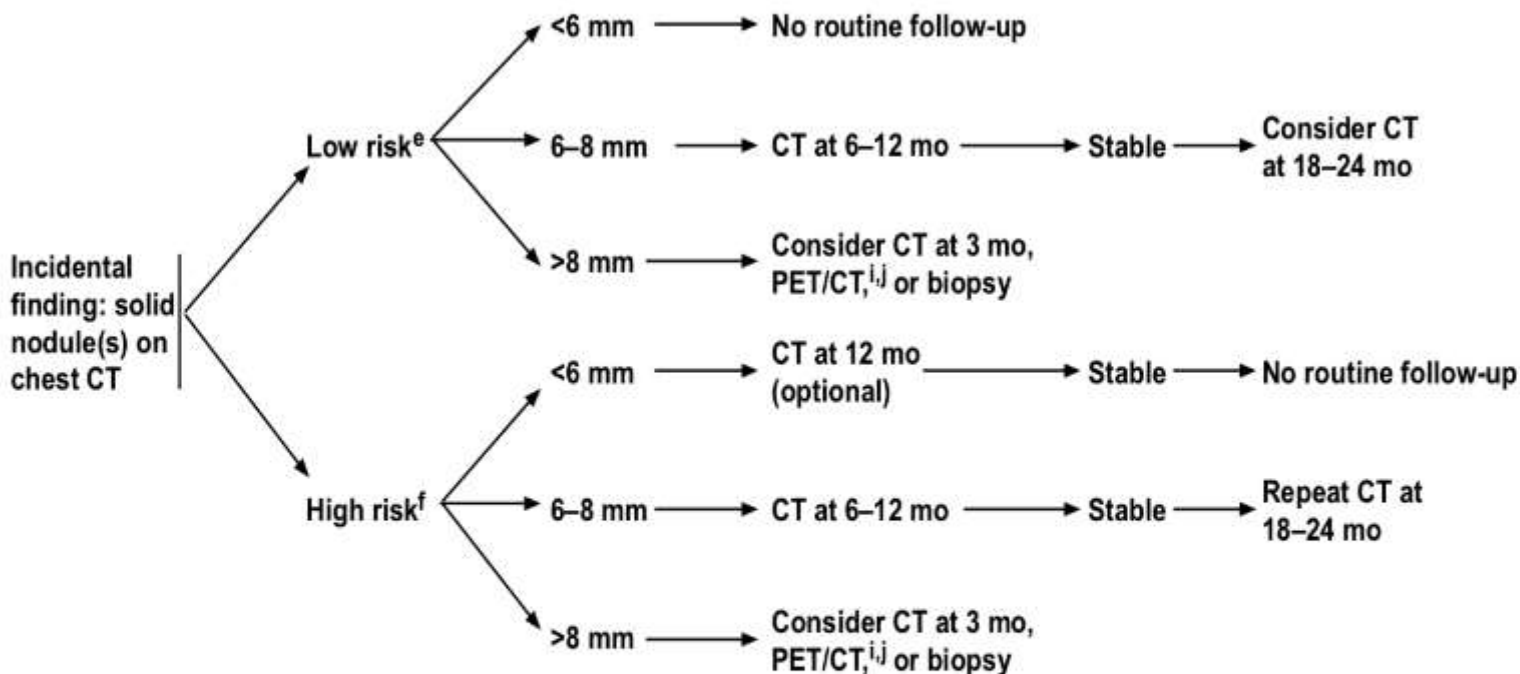 Incidental
finding: solid
nodule(s) on
chest CT
Low riskᵉ
<6 mm
No routine follow-up
6–8 mm
CT at 6–12 mo
Stable
Consider CT
at 18–24 mo
>8 mm
Consider CT at 3 mo,
PET/CT,ⁱ,ʲ or biopsy
High riskᶠ
<6 mm
CT at 12 mo
(optional)
Stable
No routine follow-up
6–8 mm
CT at 6–12 mo
Stable
Repeat CT at
18–24 mo
>8 mm
Consider CT at 3 mo,
PET/CT,ⁱ,ʲ or biopsy